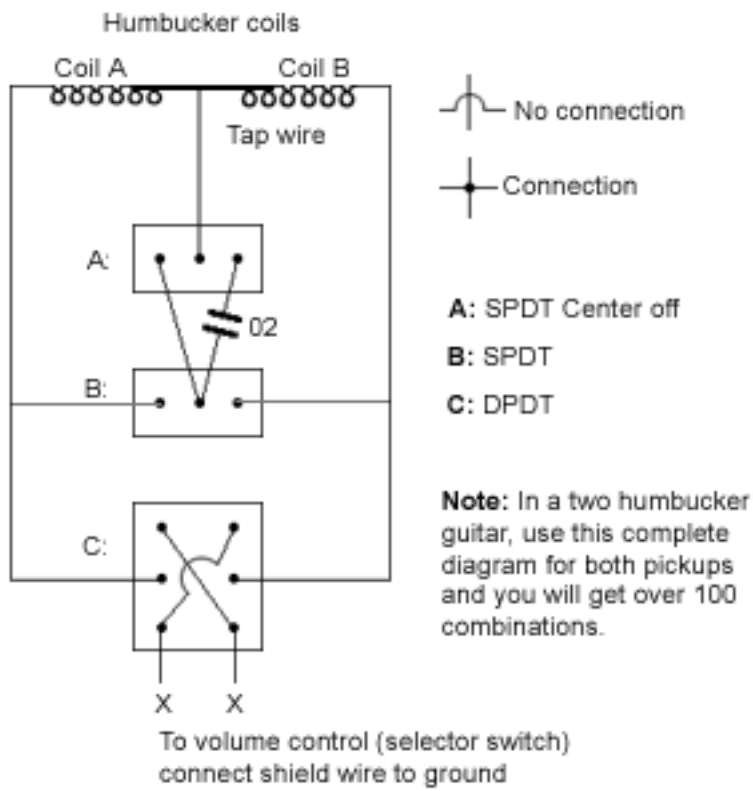 Humbucker coils
Coil A
Coil B
Tap wire
No connection
Connection
A:
02
B:
C:
A: SPDT Center off
B: SPDT
C: DPDT
Note: In a two humbucker
guitar, use this complete
diagram for both pickups
and you will get over 100
combinations.
X X
To volume control (selector switch)
connect shield wire to ground